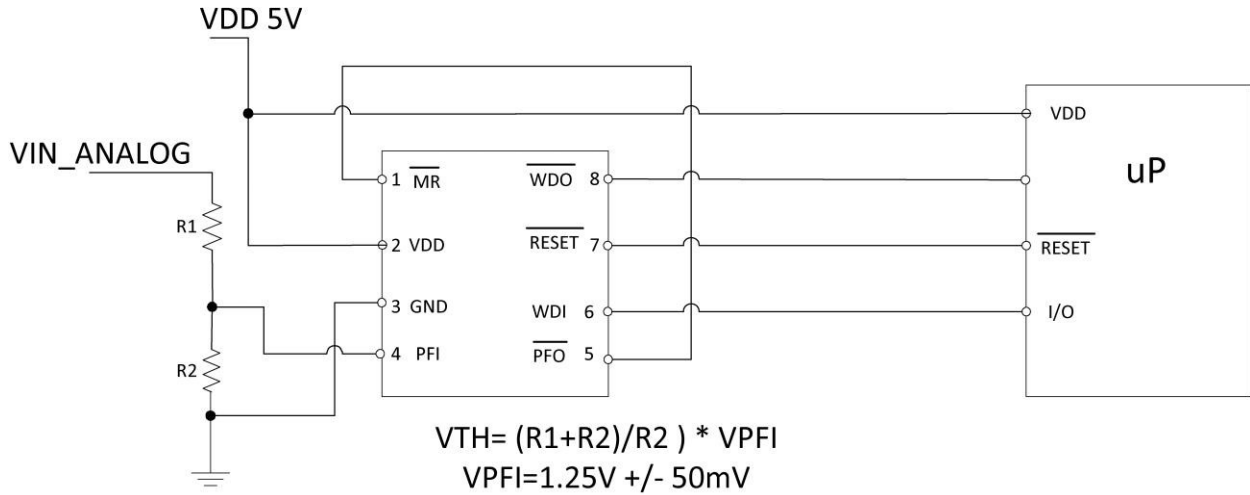 VDD 5V
VDD
VIN_ANALOG
1 MR
WDO 8
uP
R1
2 VDD
RESET 7
RESET
3 GND
WDI 6
I/O
4 PFI
PFO 5
R2
VTH= (R1+R2)/R2 ) * VPFI
VPFI=1.25V +/- 50mV